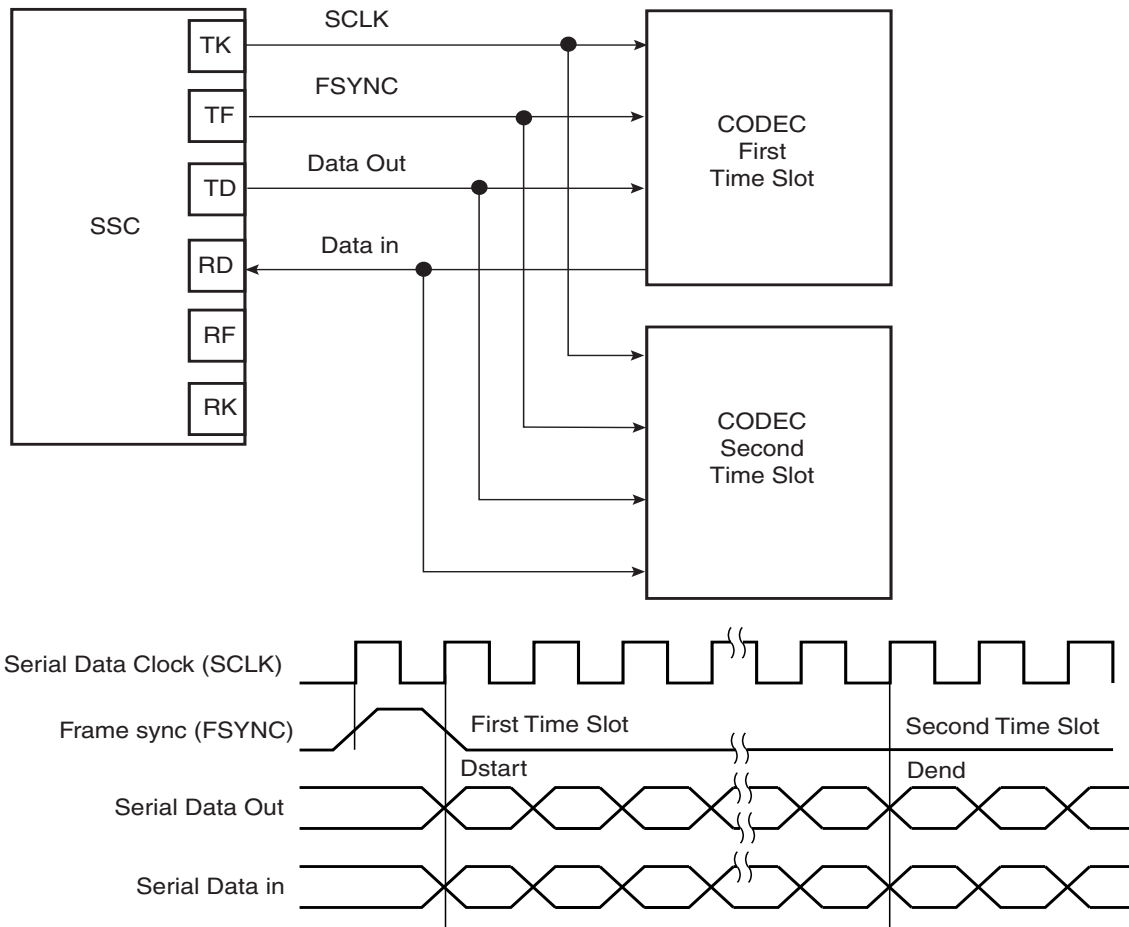 SCLK
TK
FSYNC
TF
CODEC
First
Time Slot
Data Out
TD
SSC
Data in
RD
RF
RK
CODEC
Second
Time Slot
Serial Data Clock (SCLK)
Frame sync (FSYNC)
First Time Slot
Second Time Slot
Dstart
Dend
Serial Data Out
Serial Data in